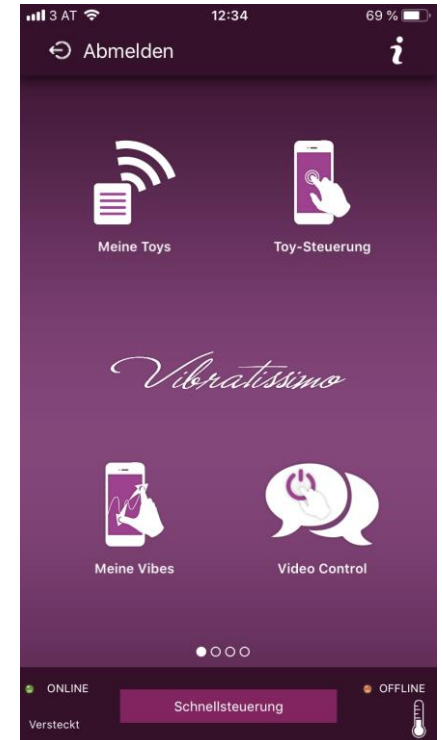 3 AT 12:34 69 %
Abmelden i
Meine Toys Toy-Steuerung
Vibratissimo
Meine Vibes Video Control
ONLINE OFFLINE
Schnellsteuerung
Versteckt